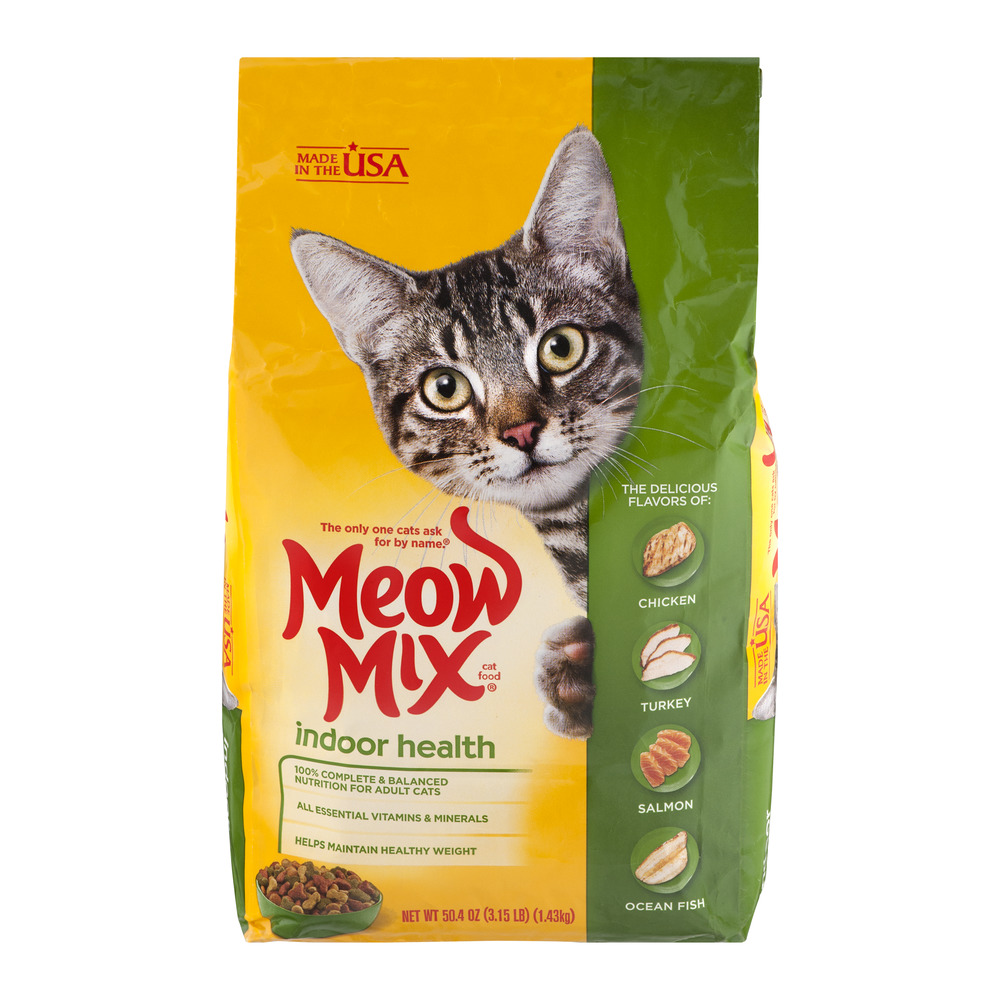 MADE
IN THE USA
The only one cats ask
for by name.®
Meow
Mix
cat
food
®
indoor health
100% COMPLETE & BALANCED
NUTRITION FOR ADULT CATS
ALL ESSENTIAL VITAMINS & MINERALS
HELPS MAINTAIN HEALTHY WEIGHT
NET WT 50.4 OZ (3.15 LB) (1.43kg)
THE DELICIOUS
FLAVORS OF:
CHICKEN
TURKEY
SALMON
OCEAN FISH
MADE
IN THE USA